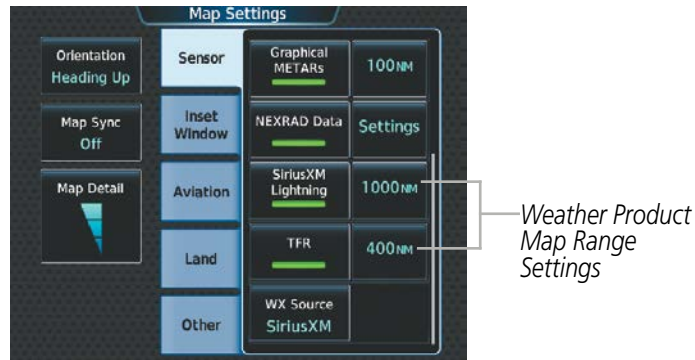 Map Settings
Orientation
Heading Up
Map Sync
Off
Map Detail
Sensor
Inset
Window
Aviation
Land
Other
Graphical
METARs
100NM
NEXRAD Data
Settings
SiriusXM
Lightning
1000NM
TFR
400NM
WX Source
SiriusXM
Weather Product
Map Range
Settings